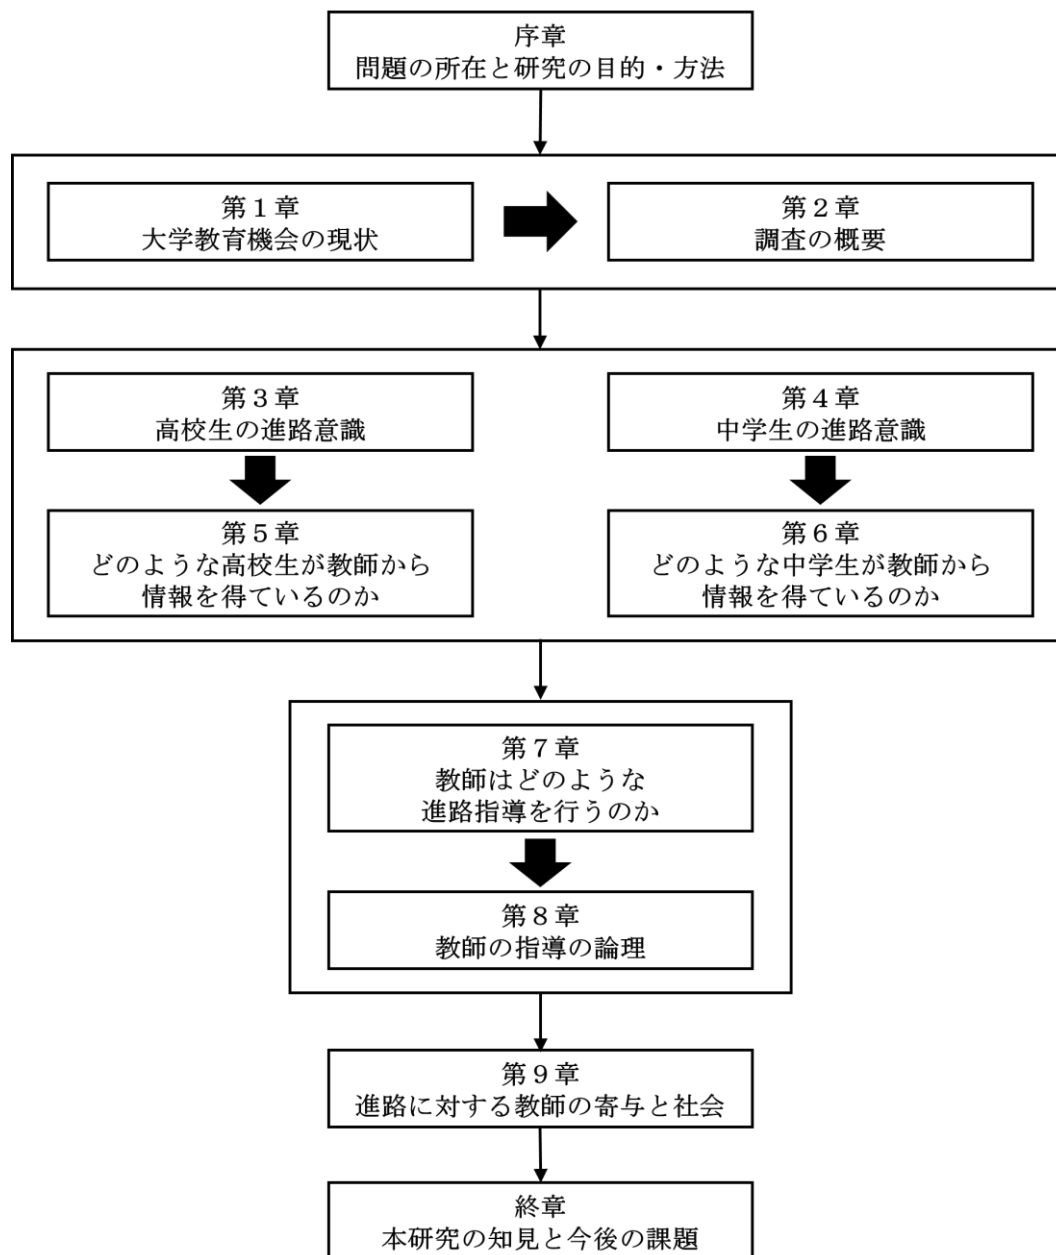 序章
問題の所在と研究の目的・方法
第１章
大学教育機会の現状
第２章
調査の概要
第３章
高校生の進路意識
第４章
中学生の進路意識
第５章
どのような高校生が教師から
情報を得ているのか
第６章
どのような中学生が教師から
情報を得ているのか
第７章
教師はどのような
進路指導を行うのか
第８章
教師の指導の論理
第９章
進路に対する教師の寄与と社会
終章
本研究の知見と今後の課題